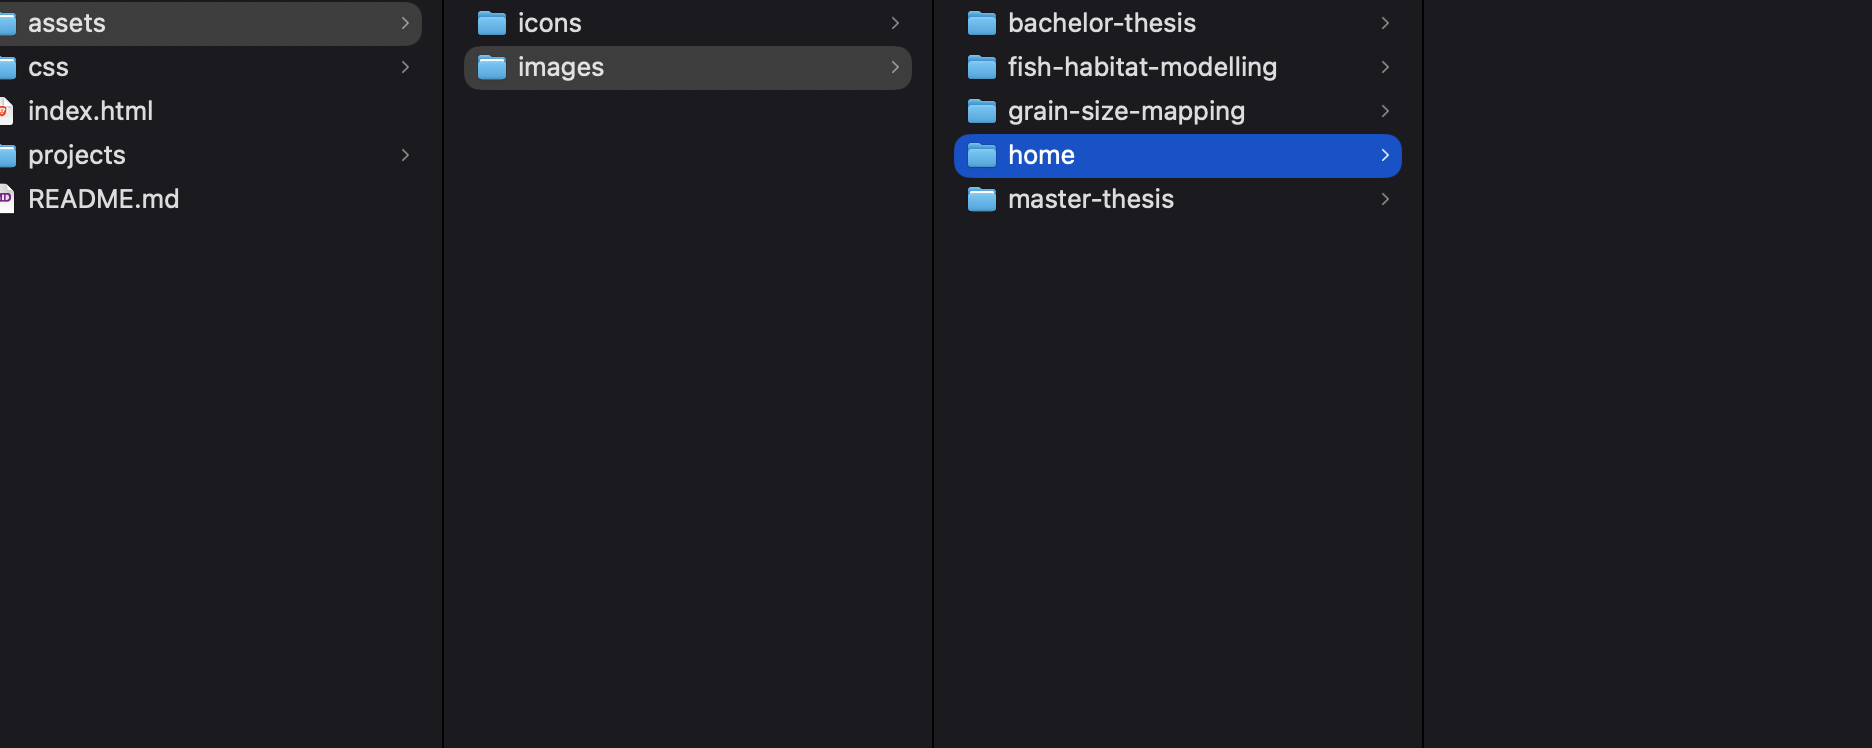 assets
css
index.html
projects
README.md
icons
images
bachelor-thesis
fish-habitat-modelling
grain-size-mapping
home
master-thesis